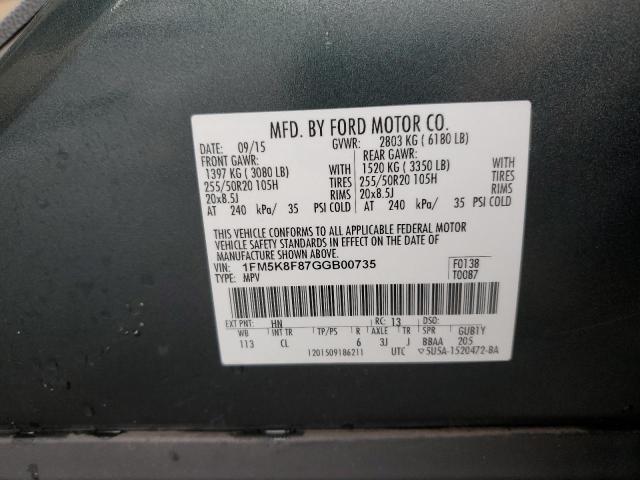 MFD. BY FORD MOTOR CO.
DATE: 09/15 GVWR: 2803 KG ( 6180 LB)
FRONT GAWR: REAR GAWR:
1397 KG ( 3080 LB) WITH 1520 KG ( 3350 LB) WITH
255/50R20 105H TIRES 255/50R20 105H TIRES
20x8.5J RIMS 20x8.5J RIMS
AT 240 kPa/ 35 PSI COLD AT 240 kPa/ 35 PSI COLD
THIS VEHICLE CONFORMS TO ALL APPLICABLE FEDERAL MOTOR
VEHICLE SAFETY STANDARDS IN EFFECT ON THE DATE OF
MANUFACTURE SHOWN ABOVE.
VIN: 1FM5K8F87GGB00735 F0138
TYPE: MPV T0087
EXT PNT: HN RC: 13 DSO:
WB INT TR TP/PS R AXLE TR SPR GUB1Y
113 CL 6 3J J BBAA 205
1201509186211 UTC 5U5A-1520472-BA